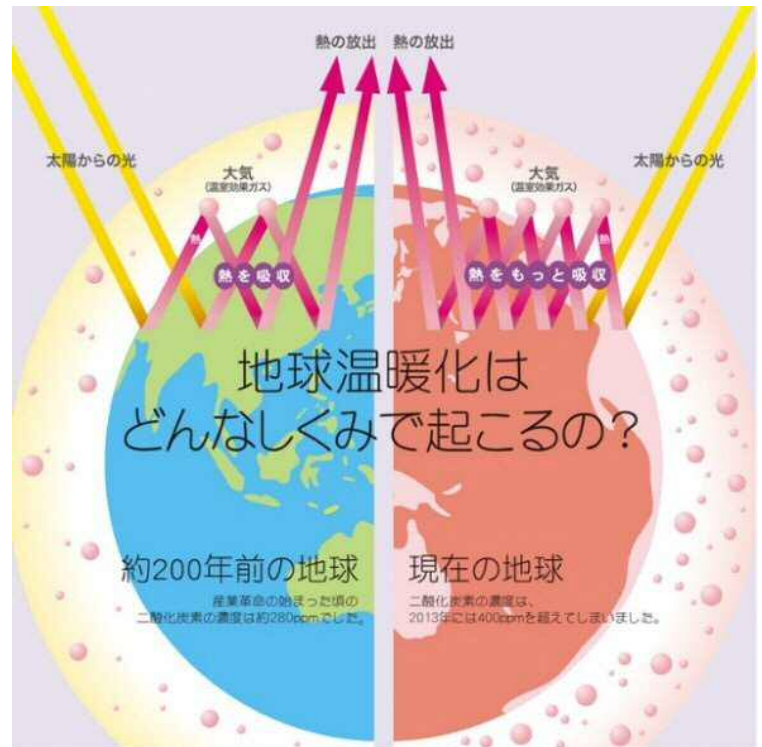 熱の放出
熱の放出
太陽からの光
大気
(温室効果ガス)
熱
熱を吸収
太陽からの光
大気
(温室効果ガス)
熱
熱をもっと吸収
地球温暖化は
どんなしくみで起こるの？
約200年前の地球
産業革命の始まった頃の
二酸化炭素の濃度は約280ppmでした。
現在の地球
二酸化炭素の濃度は、
2013年には400ppmを超えてしまいました。